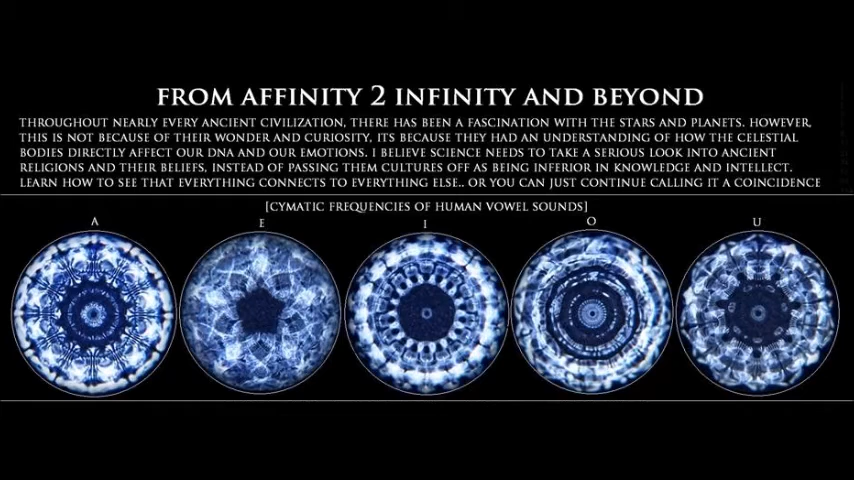 FROM AFFINITY 2 INFINITY AND BEYOND
THROUGHOUT NEARLY EVERY ANCIENT CIVILIZATION, THERE HAS BEEN A FASCINATION WITH THE STARS AND PLANETS. HOWEVER,
THIS IS NOT BECAUSE OF THEIR WONDER AND CURIOSITY, ITS BECAUSE THEY HAD AN UNDERSTANDING OF HOW THE CELESTIAL
BODIES DIRECTLY AFFECT OUR DNA AND OUR EMOTIONS. I BELIEVE SCIENCE NEEDS TO TAKE A SERIOUS LOOK INTO ANCIENT
RELIGIONS AND THEIR BELIEFS, INSTEAD OF PASSING THEM CULTURES OFF AS BEING INFERIOR IN KNOWLEDGE AND INTELLECT.
LEARN HOW TO SEE THAT EVERYTHING CONNECTS TO EVERYTHING ELSE.. OR YOU CAN JUST CONTINUE CALLING IT A COINCIDENCE
[CYMATIC FREQUENCIES OF HUMAN VOWEL SOUNDS]
A E I O U